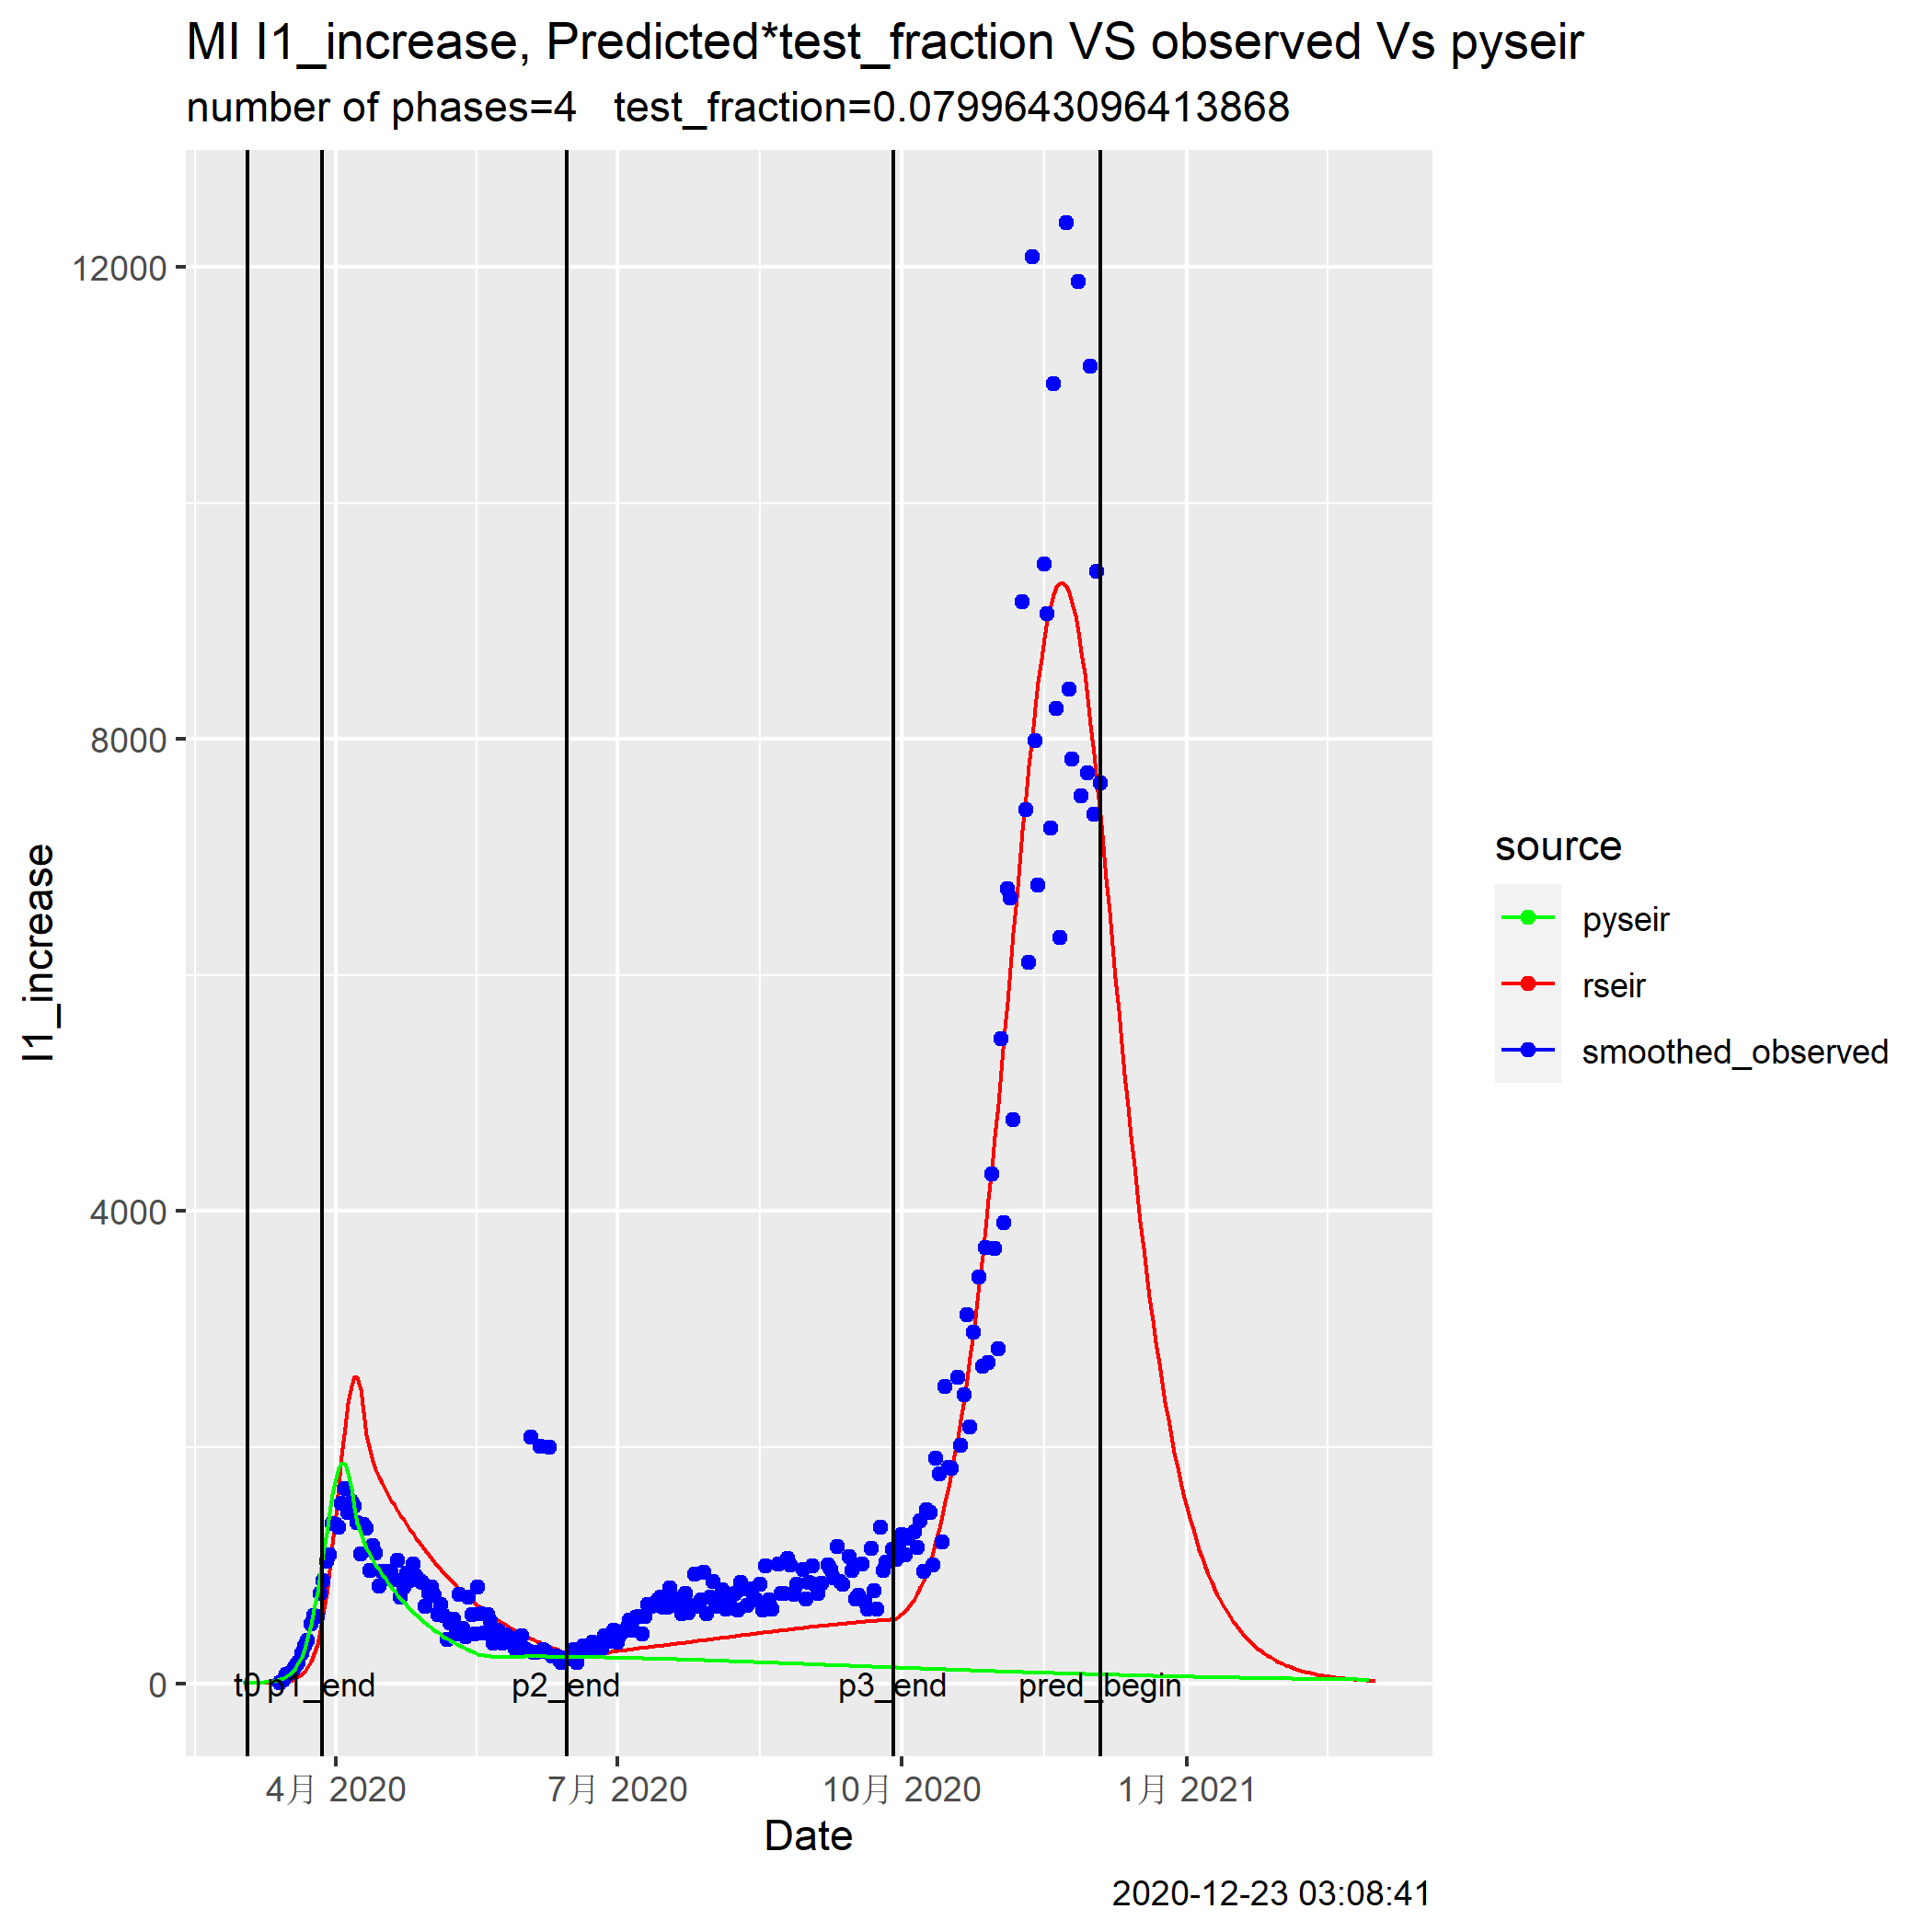 MI I1_increase, Predicted*test_fraction VS observed Vs pyseir
number of phases=4   test_fraction=0.0799643096413868
12000
8000
4000
0
I1_increase
t0 p1_end
p2_end
p3_end
pred_begin
4月 2020
7月 2020
10月 2020
1月 2021
Date
source
pyseir
rseir
smoothed_observed
2020-12-23 03:08:41